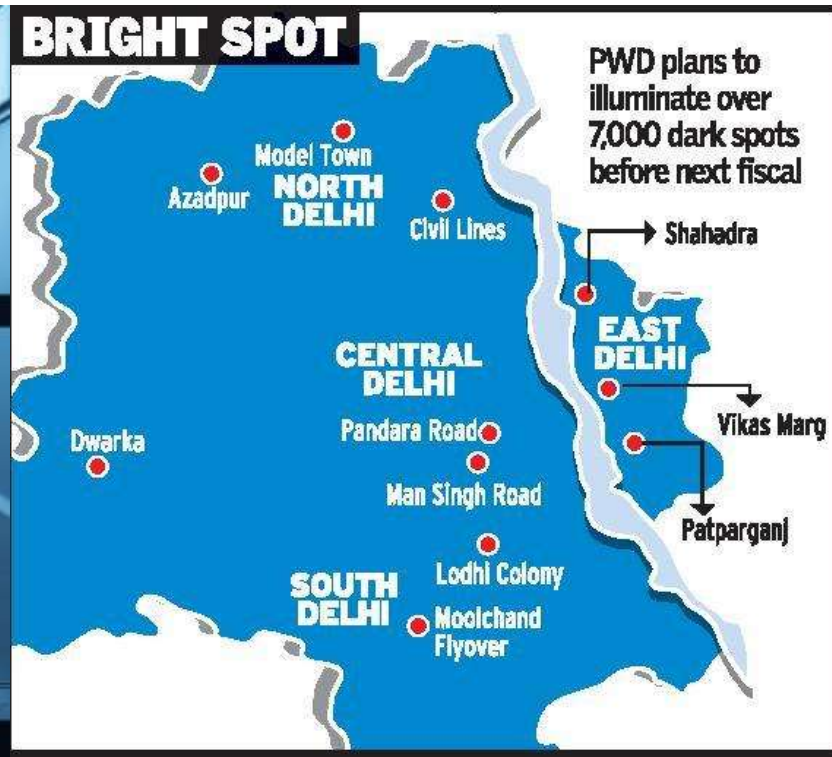 BRIGHT SPOT
PWD plans to
illuminate over
7,000 dark spots
before next fiscal
Model Town
Azadpur
NORTH
DELHI
Civil Lines
Shahadra
EAST
DELHI
CENTRAL
DELHI
Vikas Marg
Pandara Road
Dwarka
Man Singh Road
Patparganj
Lodhi Colony
SOUTH
DELHI
Moolchand
Flyover